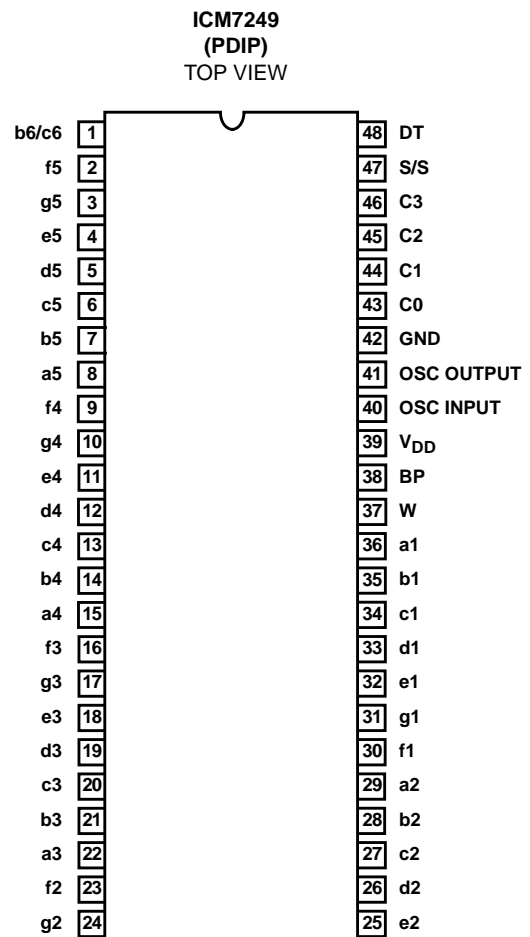 ICM7249
(PDIP)
TOP VIEW
b6/c6 1 48 DT
f5 2 47 S/S
g5 3 46 C3
e5 4 45 C2
d5 5 44 C1
c5 6 43 C0
b5 7 42 GND
a5 8 41 OSC OUTPUT
f4 9 40 OSC INPUT
g4 10 39 VDD
e4 11 38 BP
d4 12 37 W
c4 13 36 a1
b4 14 35 b1
a4 15 34 c1
f3 16 33 d1
g3 17 32 e1
e3 18 31 g1
d3 19 30 f1
c3 20 29 a2
b3 21 28 b2
a3 22 27 c2
f2 23 26 d2
g2 24 25 e2